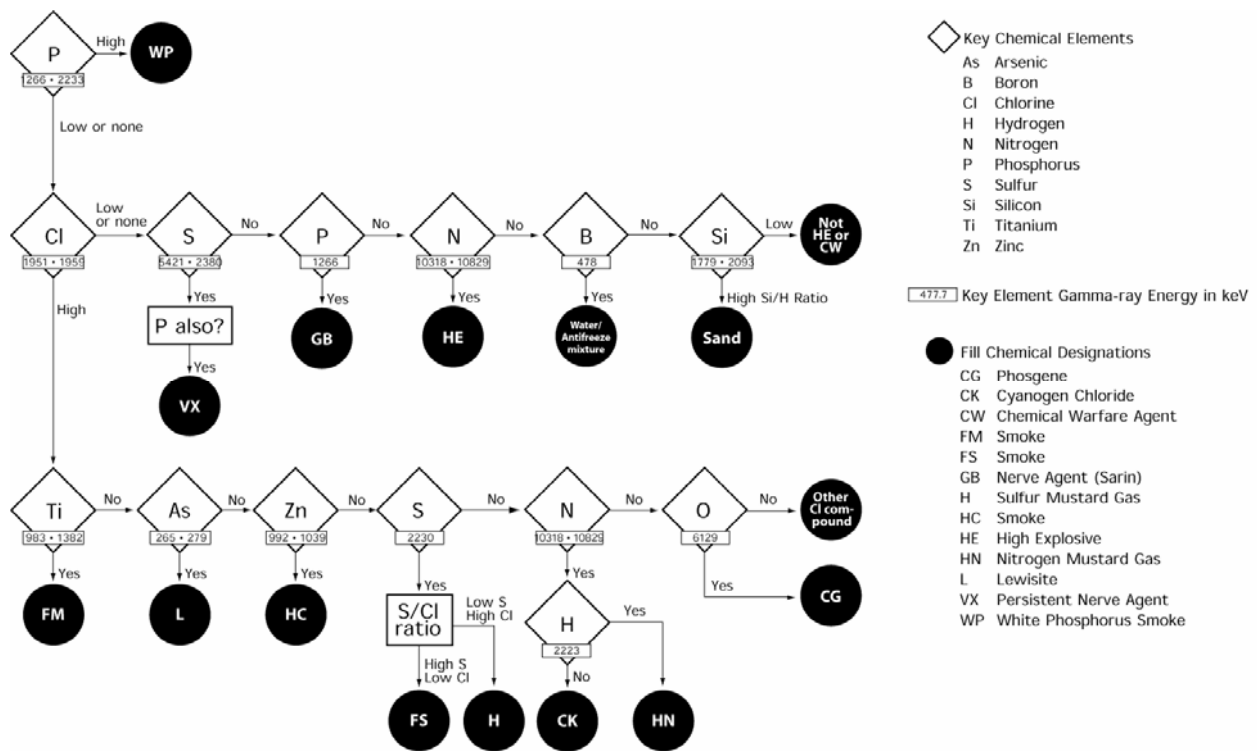 P
1266 • 2233
High
WP
Low or none
Cl
1951 • 1959
Low
or none
S
5421 • 2380
No
P
1266
No
N
10318 • 10829
No
B
478
No
Si
1779 • 2093
Low
Not
HE or
CW
High
Yes
P also?
Yes
VX
Yes
GB
Yes
HE
Yes
Water/
Antifreeze
mixture
High Si/H Ratio
Sand
Ti
983 • 1382
No
As
265 • 279
No
Zn
992 • 1039
No
S
2230
No
N
10318 • 10829
No
O
6129
No
Other
Cl com-
pound
Yes
FM
Yes
L
Yes
HC
Yes
S/Cl
ratio
Low S
High Cl
High S
Low Cl
FS
H
Yes
H
2223
Yes
No
CK
HN
Yes
CG
Key Chemical Elements
As Arsenic
B Boron
Cl Chlorine
H Hydrogen
N Nitrogen
P Phosphorus
S Sulfur
Si Silicon
Ti Titanium
Zn Zinc
477.7 Key Element Gamma-ray Energy in keV
Fill Chemical Designations
CG Phosgene
CK Cyanogen Chloride
CW Chemical Warfare Agent
FM Smoke
FS Smoke
GB Nerve Agent (Sarin)
H Sulfur Mustard Gas
HC Smoke
HE High Explosive
HN Nitrogen Mustard Gas
L Lewisite
VX Persistent Nerve Agent
WP White Phosphorus Smoke